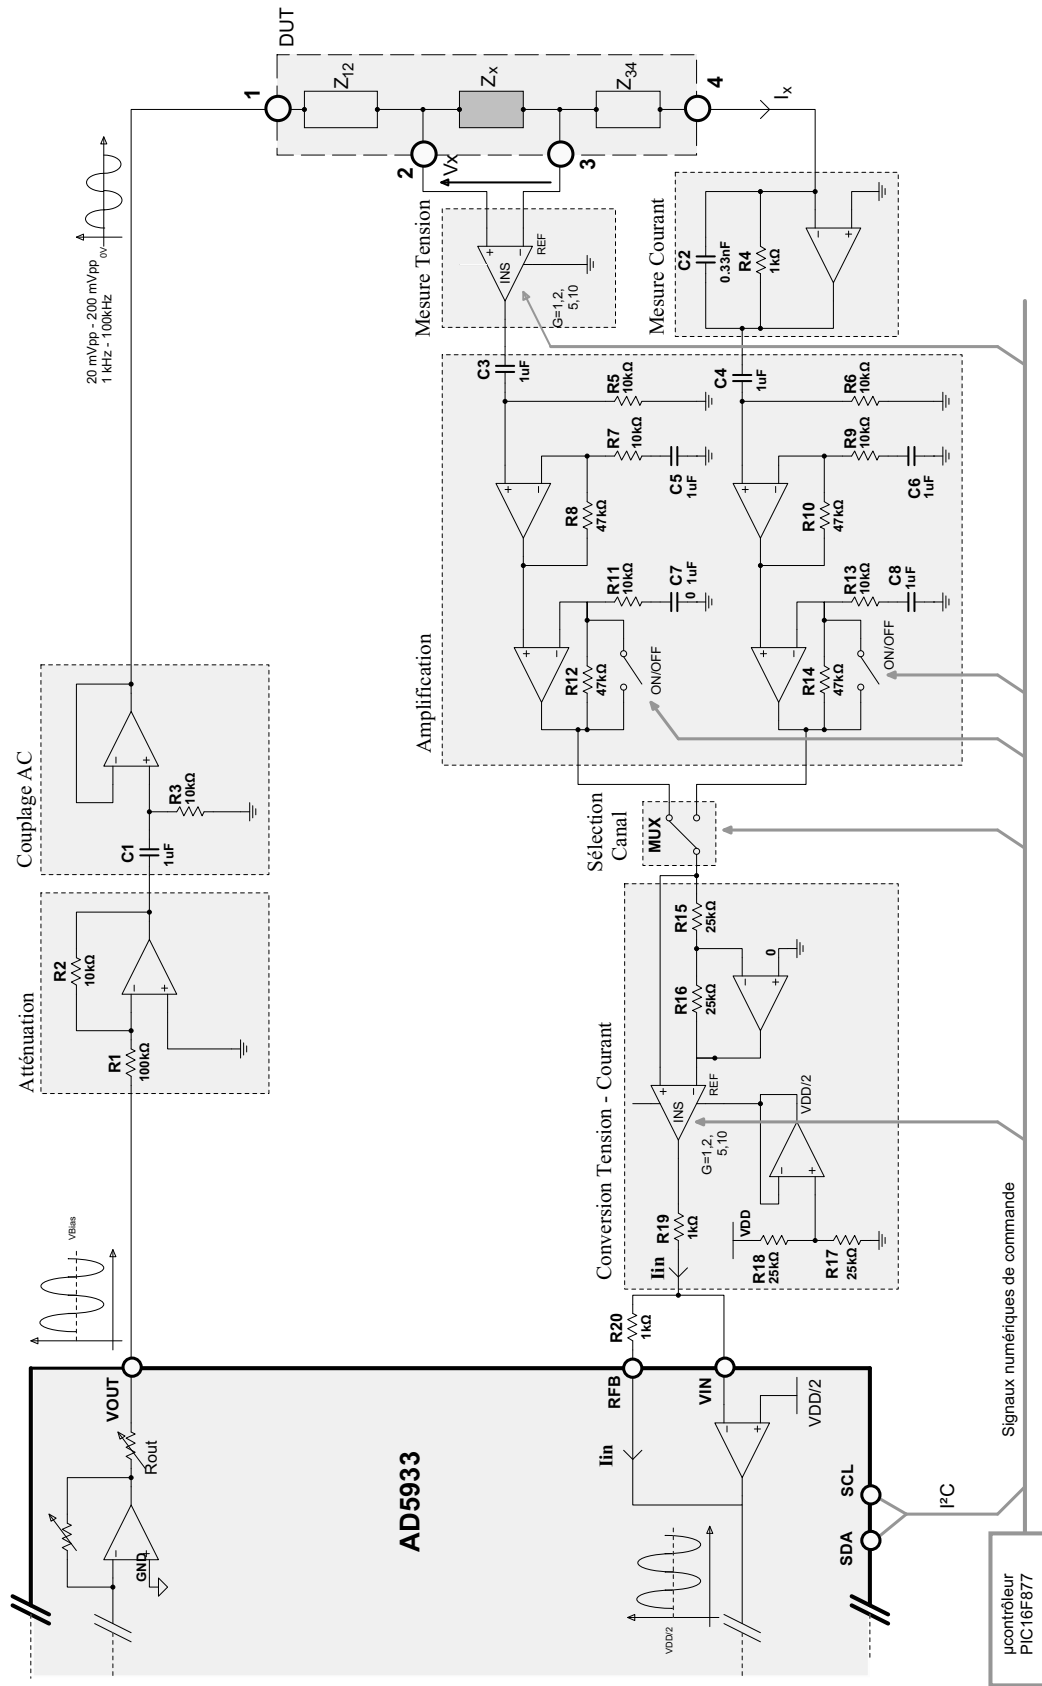 DUT
1
Z12
2
Vx
Zx
3
Z34
4
Ix
20 mVpp - 200 mVpp
1 kHz - 100kHz
0V
Mesure Tension
INS
+
−
REF
G=1,2,
5,10
Mesure Courant
C2
0.33nF
R4
1kΩ
−
+
Amplification
C3
1uF
R5
10kΩ
R7
10kΩ
C5
1uF
R8
47kΩ
+
−
R11
10kΩ
C7
0 1uF
R12
47kΩ
+
−
ON/OFF
C4
1uF
R6
10kΩ
R9
10kΩ
C6
1uF
R10
47kΩ
+
−
R13
10kΩ
C8
1uF
R14
47kΩ
+
−
ON/OFF
Couplage AC
C1
1uF
R3
10kΩ
−
+
Atténuation
R2
10kΩ
R1
100kΩ
−
+
Sélection
Canal
MUX
Conversion Tension - Courant
R15
25kΩ
R16
25kΩ
−
+
0
INS
+
−
REF
G=1,2,
5,10
VDD/2
−
+
VDD
R18
25kΩ
R17
25kΩ
R19
1kΩ
Iin
R20
1kΩ
VBias
VOUT
Rout
−
+
GND
AD5933
RFB
Iin
VIN
−
+
VDD/2
VDD/2
SDA
SCL
I²C
Signaux numériques de commande
µcontrôleur
PIC16F877